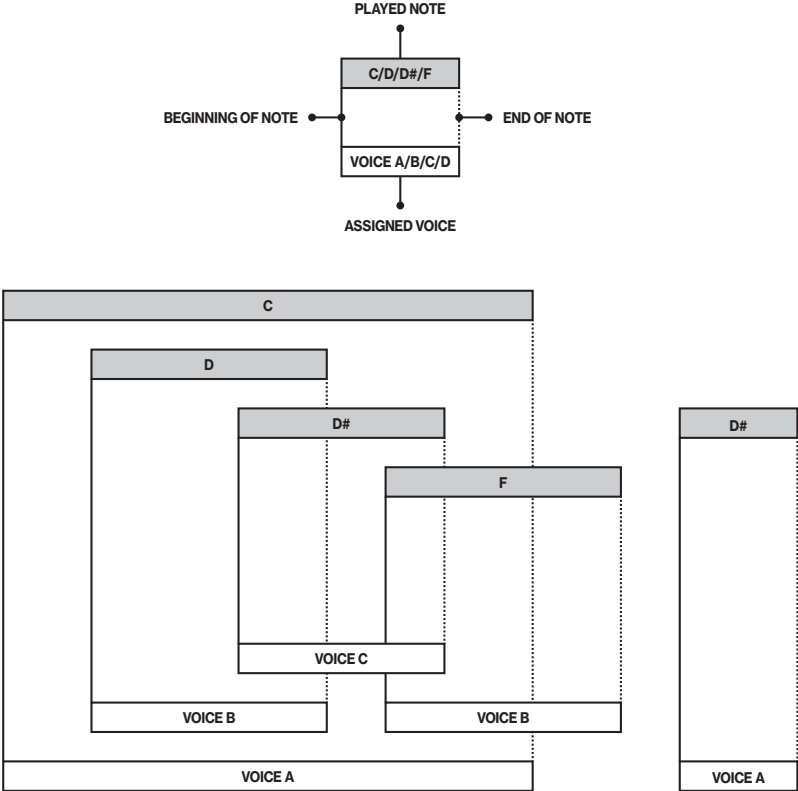 PLAYED NOTE
C/D/D#/F
BEGINNING OF NOTE
END OF NOTE
VOICE A/B/C/D
ASSIGNED VOICE
C
D
D#
D#
F
VOICE C
VOICE B
VOICE B
VOICE A
VOICE A